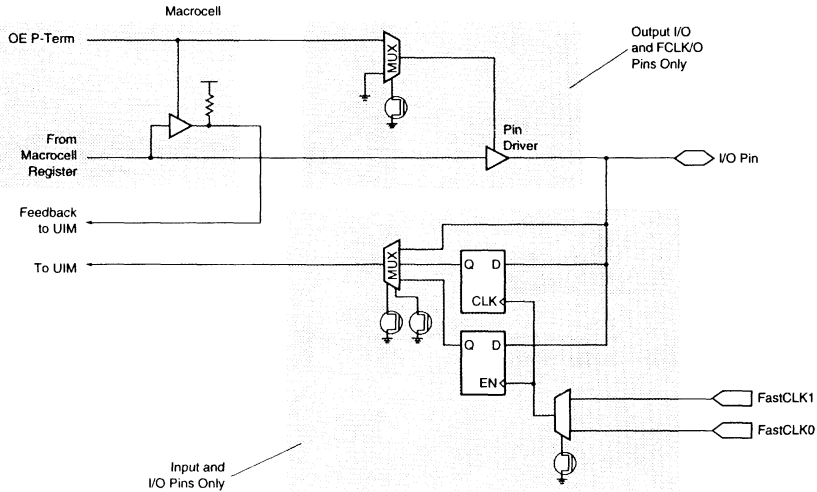 Macrocell
OE P-Term
MUX
Output I/O
and FCLK/O
Pins Only
From
Macrocell
Register
Pin
Driver
I/O Pin
Feedback
to UIM
To UIM
MUX
Q D
CLK
Q D
EN
FastCLK1
FastCLK0
Input and
I/O Pins Only